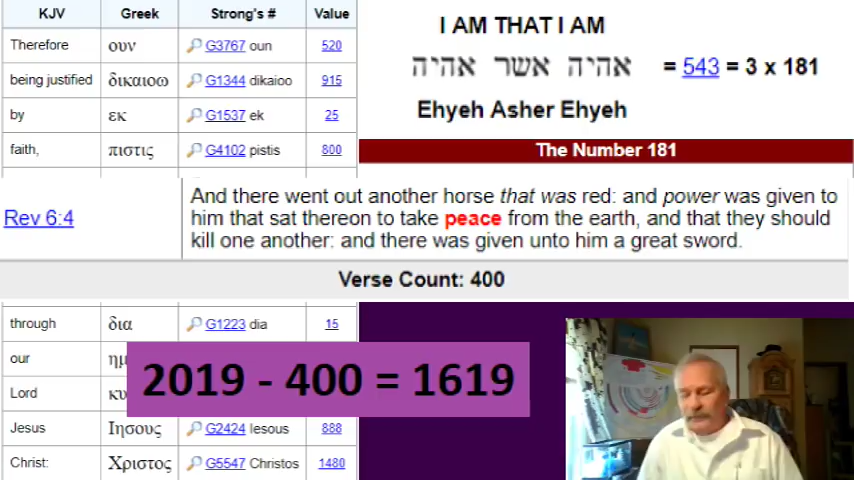 KJV Greek Strong's # Value
Therefore ουν G3767 oun 520
being justified δικαιοω G1344 dikaioo 915
by εκ G1537 ek 25
faith, πιστις G4102 pistis 800
I AM THAT I AM
אהיה אשר אהיה = 543 = 3 x 181
Ehyeh Asher Ehyeh
The Number 181
Rev 6:4
And there went out another horse that was red: and power was given to
him that sat thereon to take peace from the earth, and that they should
kill one another: and there was given unto him a great sword.
Verse Count: 400
through δια G1223 dia 15
our
Lord
2019 - 400 = 1619
Jesus Ιησους G2424 Iesous 888
Christ: Χριστος G5547 Christos 1480